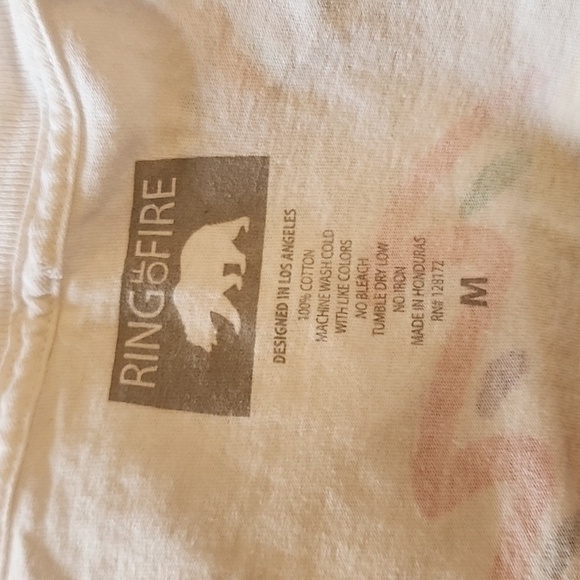 RING OF FIRE
DESIGNED IN LOS ANGELES
100% COTTON
MACHINE WASH COLD
WITH LIKE COLORS
NO BLEACH
TUMBLE DRY LOW
NO IRON
MADE IN HONDURAS
RN# 128172
M